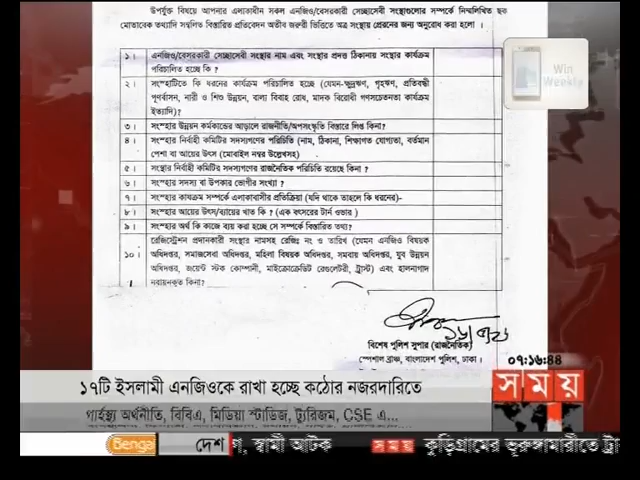 উপর্যুক্ত বিষয়ে আপনার এলাকাধীন সকল এনজিও/বেসরকারী সেচ্ছাসেবী সংস্থাগুলোর সম্পর্কে নিম্মলিখিত ছক
মোতাবেক তথ্যাদি সম্বলিত বিস্তারিত প্রতিবেদন অতীব জরুরী ভিত্তিতে অত্র সংস্থায় প্রেরনের জন্য অনুরোধ করা হলো ।
১। এনজিও/বেসরকারী সেচ্ছাসেবী সংস্থার নাম এবং সংস্থার প্রদত্ত ঠিকানায় সংস্থার কার্যক্রম
পরিচালিত হচ্ছে কি ?
২। সংস্হাটিতে কি ধরনের কার্যক্রম পরিচালিত হচ্ছে (যেমন-ক্ষুদ্রঋণ, গৃহঋণ, প্রতিবন্ধী
পূণর্বাসন, নারী ও শিশু উন্নয়ন, বাল্য বিবাহ রোধ, মাদক বিরোধী গণসচেতনতা কার্যক্রম
ইত্যাদি)?
৩। সংস্হার উন্নয়ন কর্মকান্ডের আড়ালে রাজনীতি/অপসংস্কৃতি বিস্তারে লিপ্ত কিনা?
৪। সংস্হার নির্বাহী কমিটির সদস্যগণের পরিচিতি (নাম, ঠিকানা, শিক্ষাগত যোগ্যতা, বর্তমান
পেশা বা আয়ের উৎস (মোবাইল নম্বর উল্লেখসহ)
৫। সংস্থার নির্বাহী কমিটির সদস্যগণের রাজনৈতিক পরিচিতি রয়েছে কিনা ?
৬। সংস্হার সদস্য বা উপকার ভোগীর সংখ্যা ?
৭। সংস্হার কার্যক্রম সম্পর্কে এলাকাবাসীর প্রতিক্রিয়া (যদি থাকে তাহলে কি ধরনের)-
৮। সংস্হার আয়ের উৎস/ব্যায়ের খাত কি ? (এক বৎসরের টার্ন ওভার )
৯। সংস্হার অর্থ কি কাজে ব্যয় করা হচ্ছে সে সম্পর্কে বিস্তারিত তথ্য?
১০। রেজিস্ট্রেশন প্রদানকারী সংস্থার নামসহ রেজিঃ নং ও তারিখ (যেমন এনজিও বিষয়ক
অধিদপ্তর, সমাজসেবা অধিদপ্তর, মহিলা বিষয়ক অধিদপ্তর, সমবায় অধিদপ্তর, যুব উন্নয়ন
অধিদপ্তর, জয়েন্ট স্টক কোম্পানী, মাইক্রোক্রেডিট রেগুলটরী, ট্রাস্ট) এবং হালনাগাদ
নবায়নকৃত কিনা?
Win
Weekly
বিশেষ পুলিশ সুপার (রাজনৈতিক)
স্পেশাল ব্রাঞ্চ, বাংলাদেশ পুলিশ, ঢাকা।
০৭:১৬:৪৪
১৭টি ইসলামী এনজিওকে রাখা হচ্ছে কঠোর নজরদারিতে
সময়
গার্হস্থ্য অর্থনীতি, বিবিএ, মিডিয়া স্টাডিজ, ট্যুরিজম, CSE এ...
Bengal দেশ গ, স্বামী আটক সময় কুড়িগ্রামের ভূরুঙ্গামারীতে ট্রা